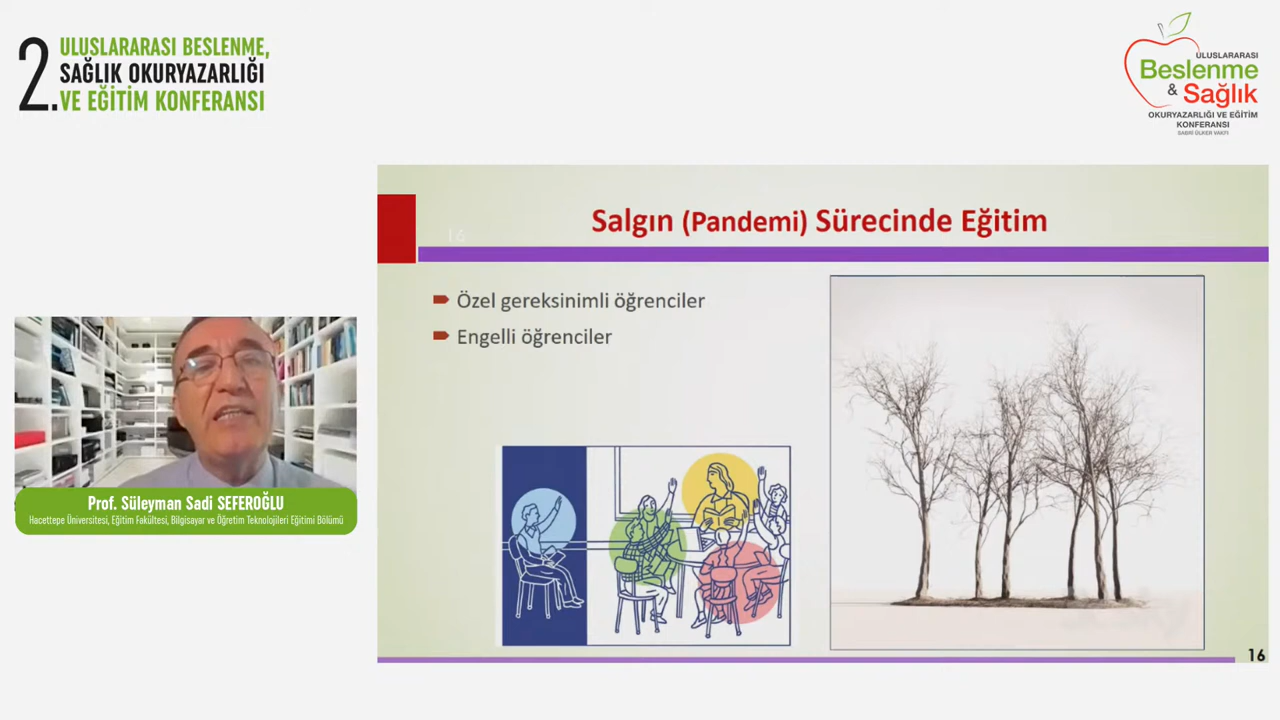 2. ULUSLARARASI BESLENME,
SAĞLIK OKURYAZARLIĞI
VE EĞİTİM KONFERANSI
ULUSLARARASI
Beslenme
& Sağlık
OKURYAZARLIĞI VE EĞİTİM
KONFERANSI
SABRİ ÜLKER VAKFI
Salgın (Pandemi) Sürecinde Eğitim
16
Özel gereksinimli öğrenciler
Engelli öğrenciler
Prof. Süleyman Sadi SEFEROĞLU
Hacettepe Üniversitesi, Eğitim Fakültesi, Bilgisayar ve Öğretim Teknolojileri Eğitimi Bölümü
16